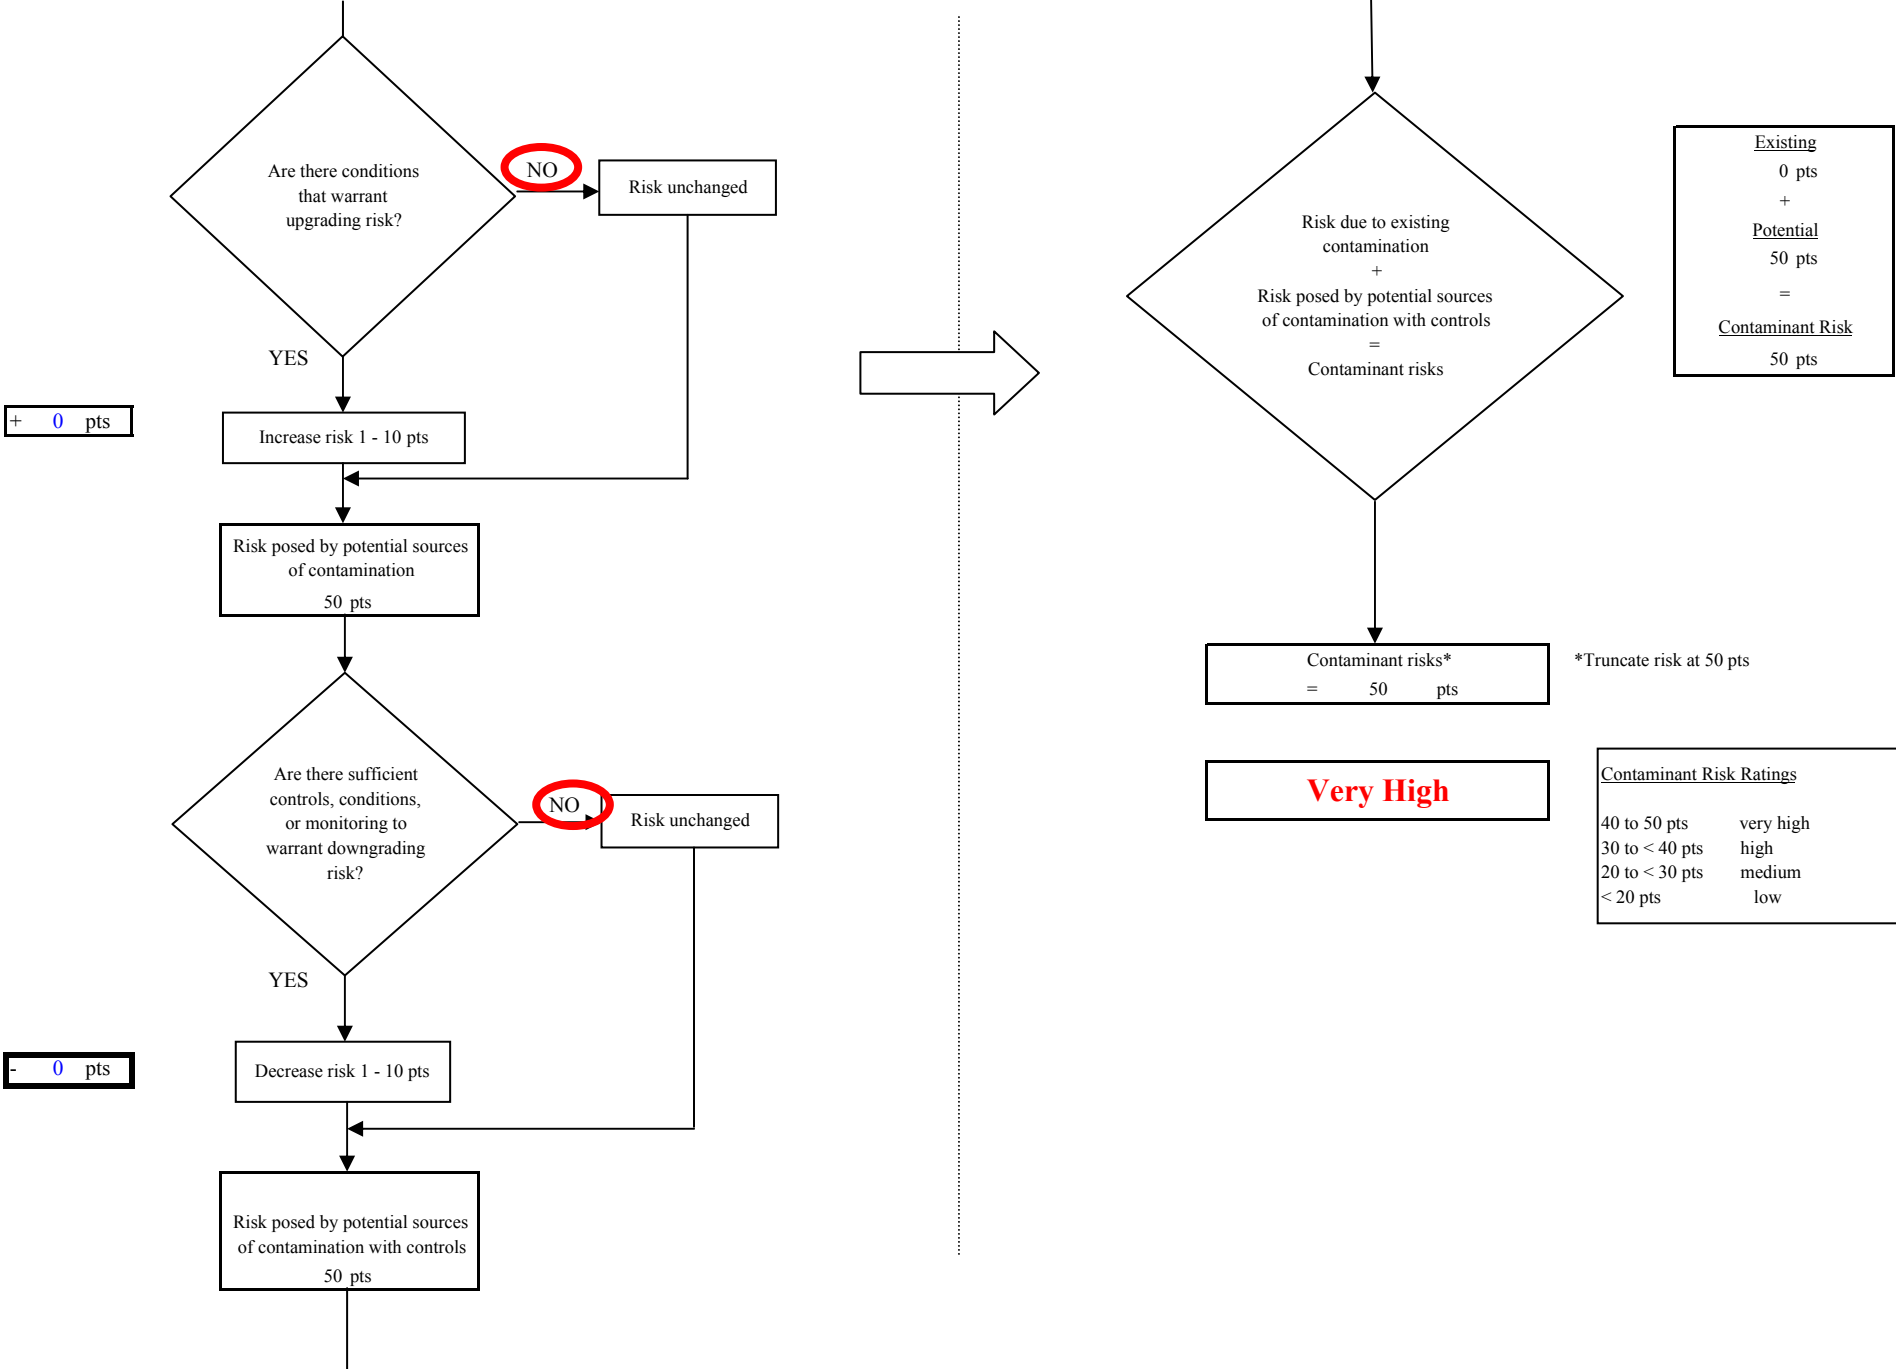 Are there conditions
that warrant
upgrading risk?
NO
Risk unchanged
YES
+ 0 pts
Increase risk 1 - 10 pts
Risk posed by potential sources
of contamination
50 pts
Are there sufficient
controls, conditions,
or monitoring to
warrant downgrading
risk?
NO
Risk unchanged
YES
- 0 pts
Decrease risk 1 - 10 pts
Risk posed by potential sources
of contamination with controls
50 pts
Risk due to existing
contamination
+
Risk posed by potential sources
of contamination with controls
=
Contaminant risks
Existing
0 pts
+
Potential
50 pts
=
Contaminant Risk
50 pts
Contaminant risks*
= 50 pts
*Truncate risk at 50 pts
Very High
Contaminant Risk Ratings
40 to 50 pts very high
30 to < 40 pts high
20 to < 30 pts medium
< 20 pts low